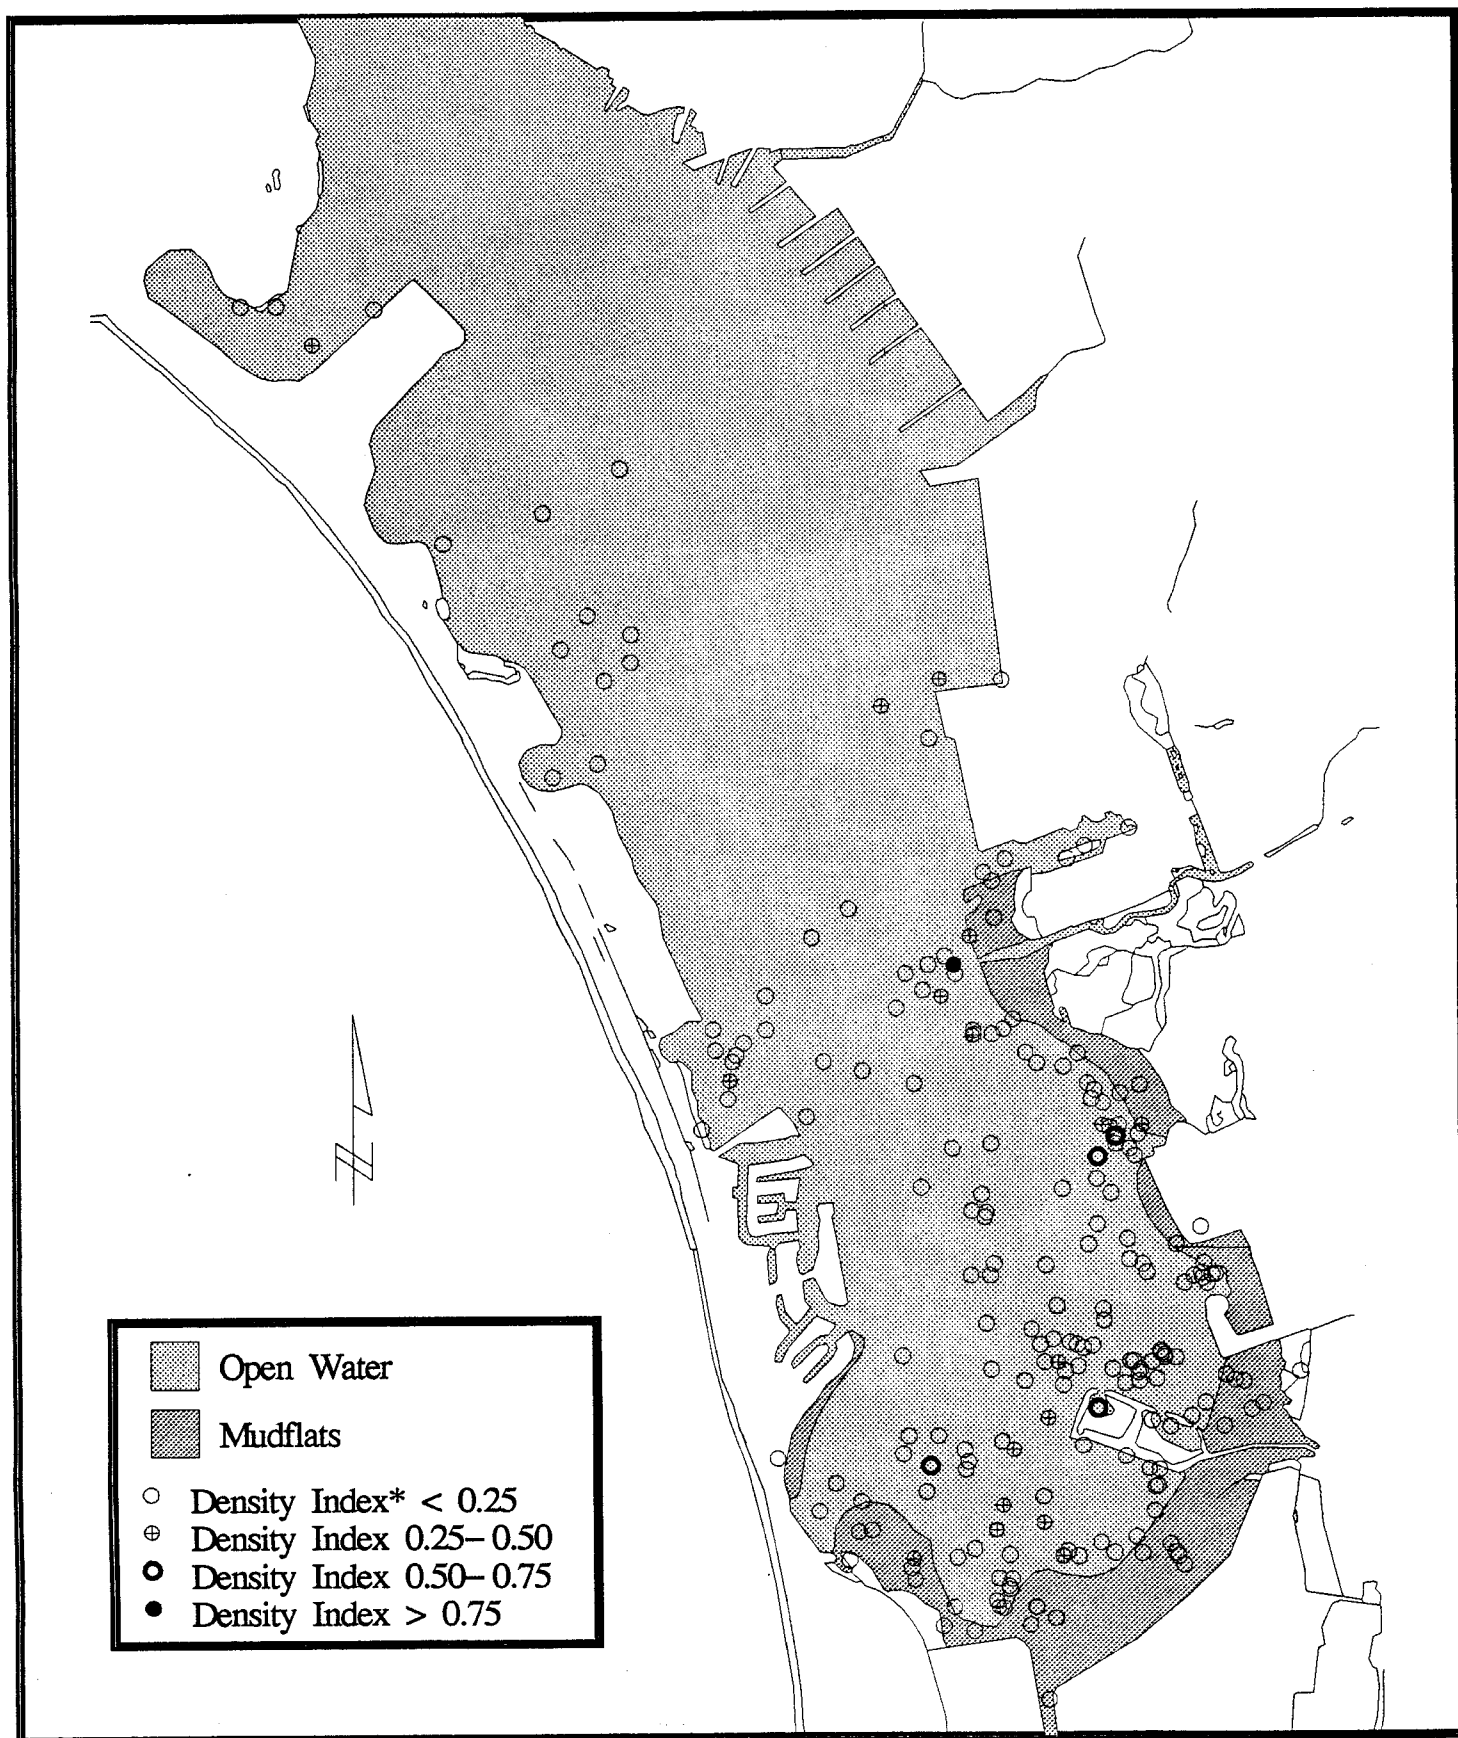 N
Open Water
Mudflats
Density Index* < 0.25
Density Index 0.25-0.50
Density Index 0.50-0.75
Density Index > 0.75